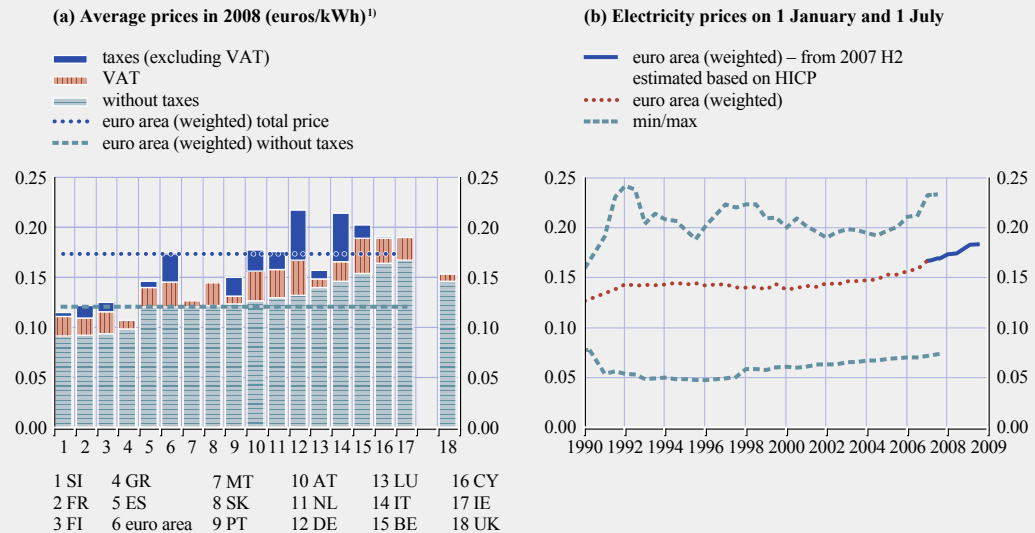 (a) Average prices in 2008 (euros/kWh)1)
taxes (excluding VAT)
VAT
without taxes
euro area (weighted) total price
euro area (weighted) without taxes
0.25 0.25
0.20 0.20
0.15 0.15
0.10 0.10
0.05 0.05
0.00 0.00
1 2 3 4 5 6 7 8 9 10 11 12 13 14 15 16 17 18
1 SI 4 GR 7 MT 10 AT 13 LU 16 CY
2 FR 5 ES 8 SK 11 NL 14 IT 17 IE
3 FI 6 euro area 9 PT 12 DE 15 BE 18 UK
(b) Electricity prices on 1 January and 1 July
euro area (weighted) – from 2007 H2
estimated based on HICP
euro area (weighted)
min/max
0.25 0.25
0.20 0.20
0.15 0.15
0.10 0.10
0.05 0.05
0.00 0.00
1990 1992 1994 1996 1998 2000 2002 2004 2006 2008 2009